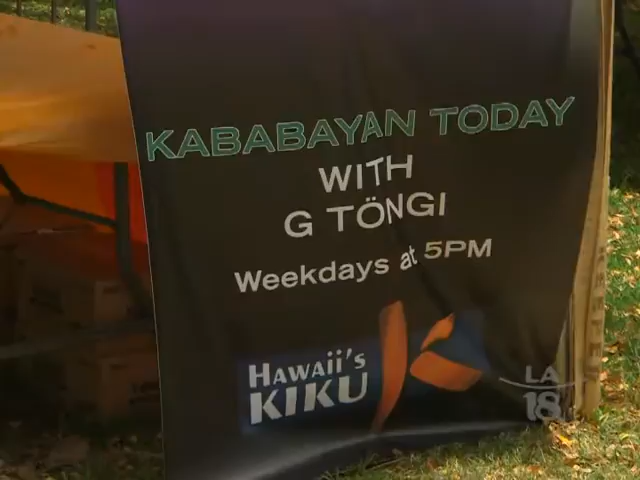 KABABAYAN TODAY
WITH
G TÖNGI
Weekdays at 5PM
HAWAii's
KIKU
LA
18